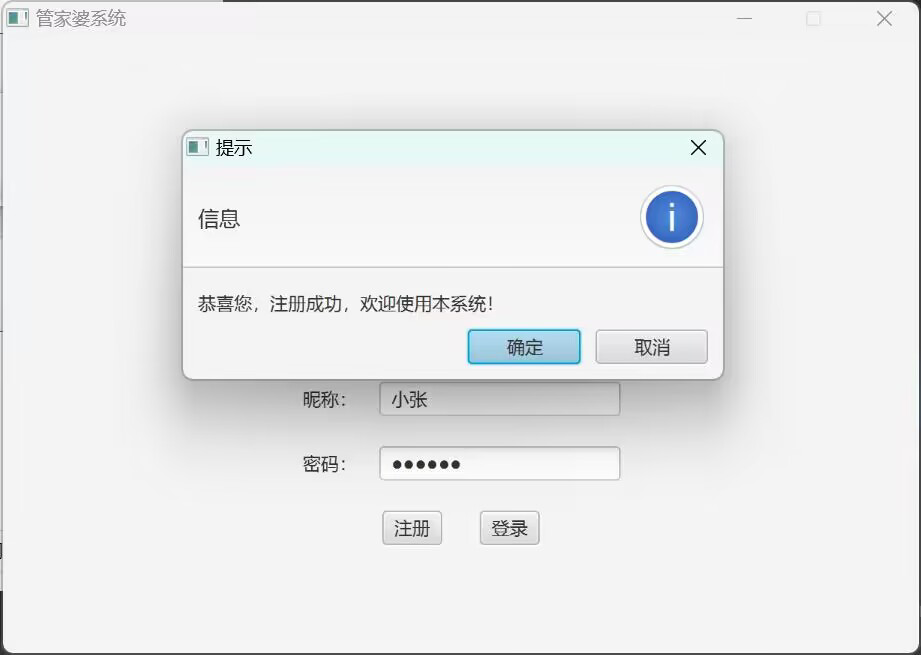 管家婆系统
提示
信息
恭喜您，注册成功，欢迎使用本系统！
确定 取消
昵称： 小张
密码： ●●●●●●
注册 登录